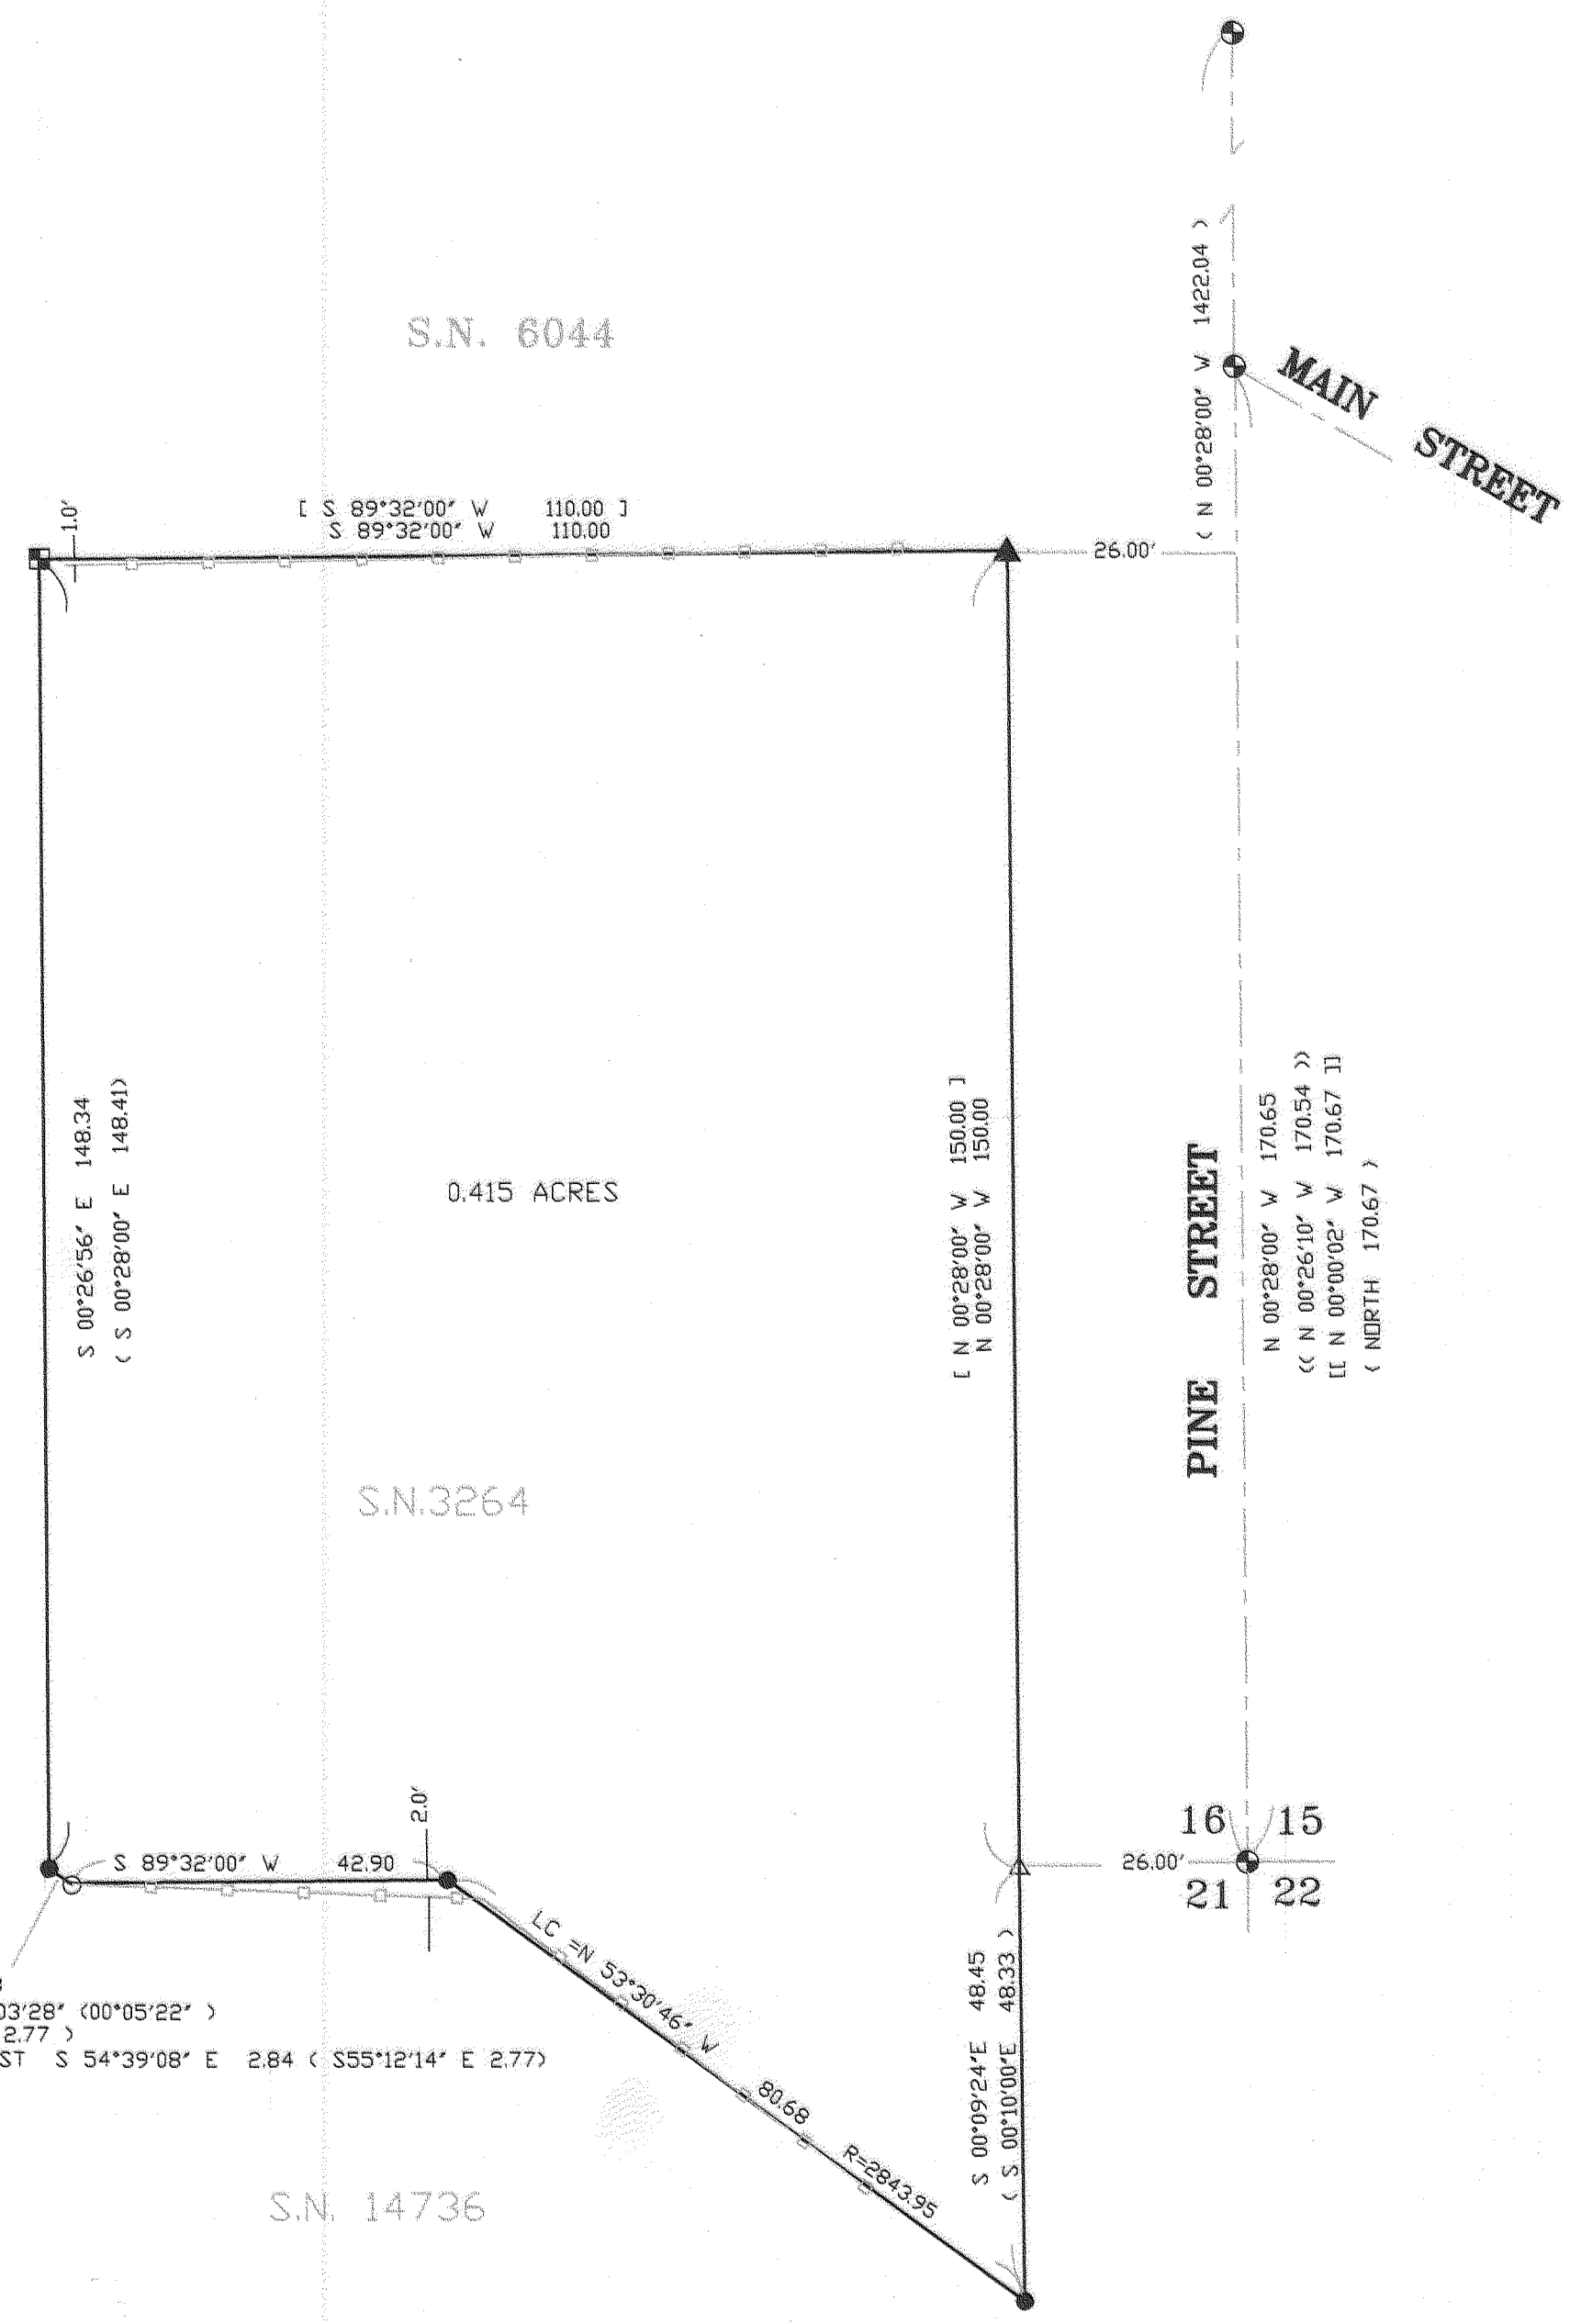 ( N 00°28'00" W 1422.04 )
MAIN STREET
S.N. 6044
[ S 89°32'00" W 110.00 ]
S 89°32'00" W 110.00
1.0'
26.00'
S 00°26'56" E 148.34
( S 00°28'00" E 148.41)
0.415 ACRES
[ N 00°28'00" W 150.00 ]
N 00°28'00" W 150.00
PINE STREET
N 00°28'00" W 170.65
(( N 00°26'10" W 170.54 ))
[[ N 00°00'02" W 170.67 ]]
( NORTH 170.67 )
S.N.3264
2.0'
S 89°32'00" W 42.90
26.00'
16 15
21 22
LC =N 53°30'46" W 80.68 R=2843.95
S 00°09'24"E 48.45
( S 00°10'00"E 48.33 )
03'28" (00°05'22" )
2.77 )
ST S 54°39'08" E 2.84 ( S55°12'14" E 2.77)
S.N. 14736